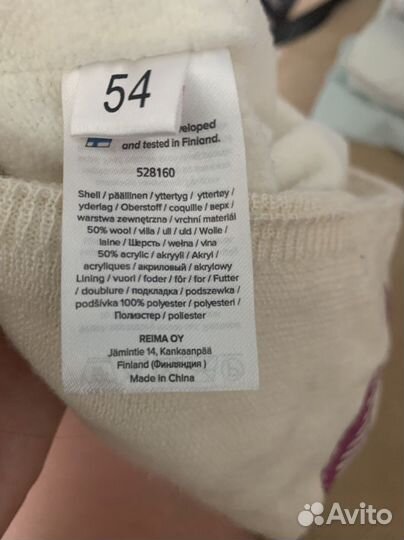 54
veloped
and tested in Finland.
528160
Shell / päällinen / yttertyg / yttertøy /
yderlag / Oberstoff / coquille / верх /
warstwa zewnętrzna / vrchní materiál
50% wool / villa / ull / uld / Wolle /
laine / Шерсть / wełna / vlna
50% acrylic / akryyli / Akryl /
acryliques / акриловый / akrylowy
Lining / vuori / foder / fôr / for / Futter
/ doublure / подкладка / podszewka /
podšívka 100% polyester / polyesteri /
Полиэстер / poliester
REIMA OY
Jämintie 14, Kankaanpää
Finland (Финляндия)
Made in China
Avito